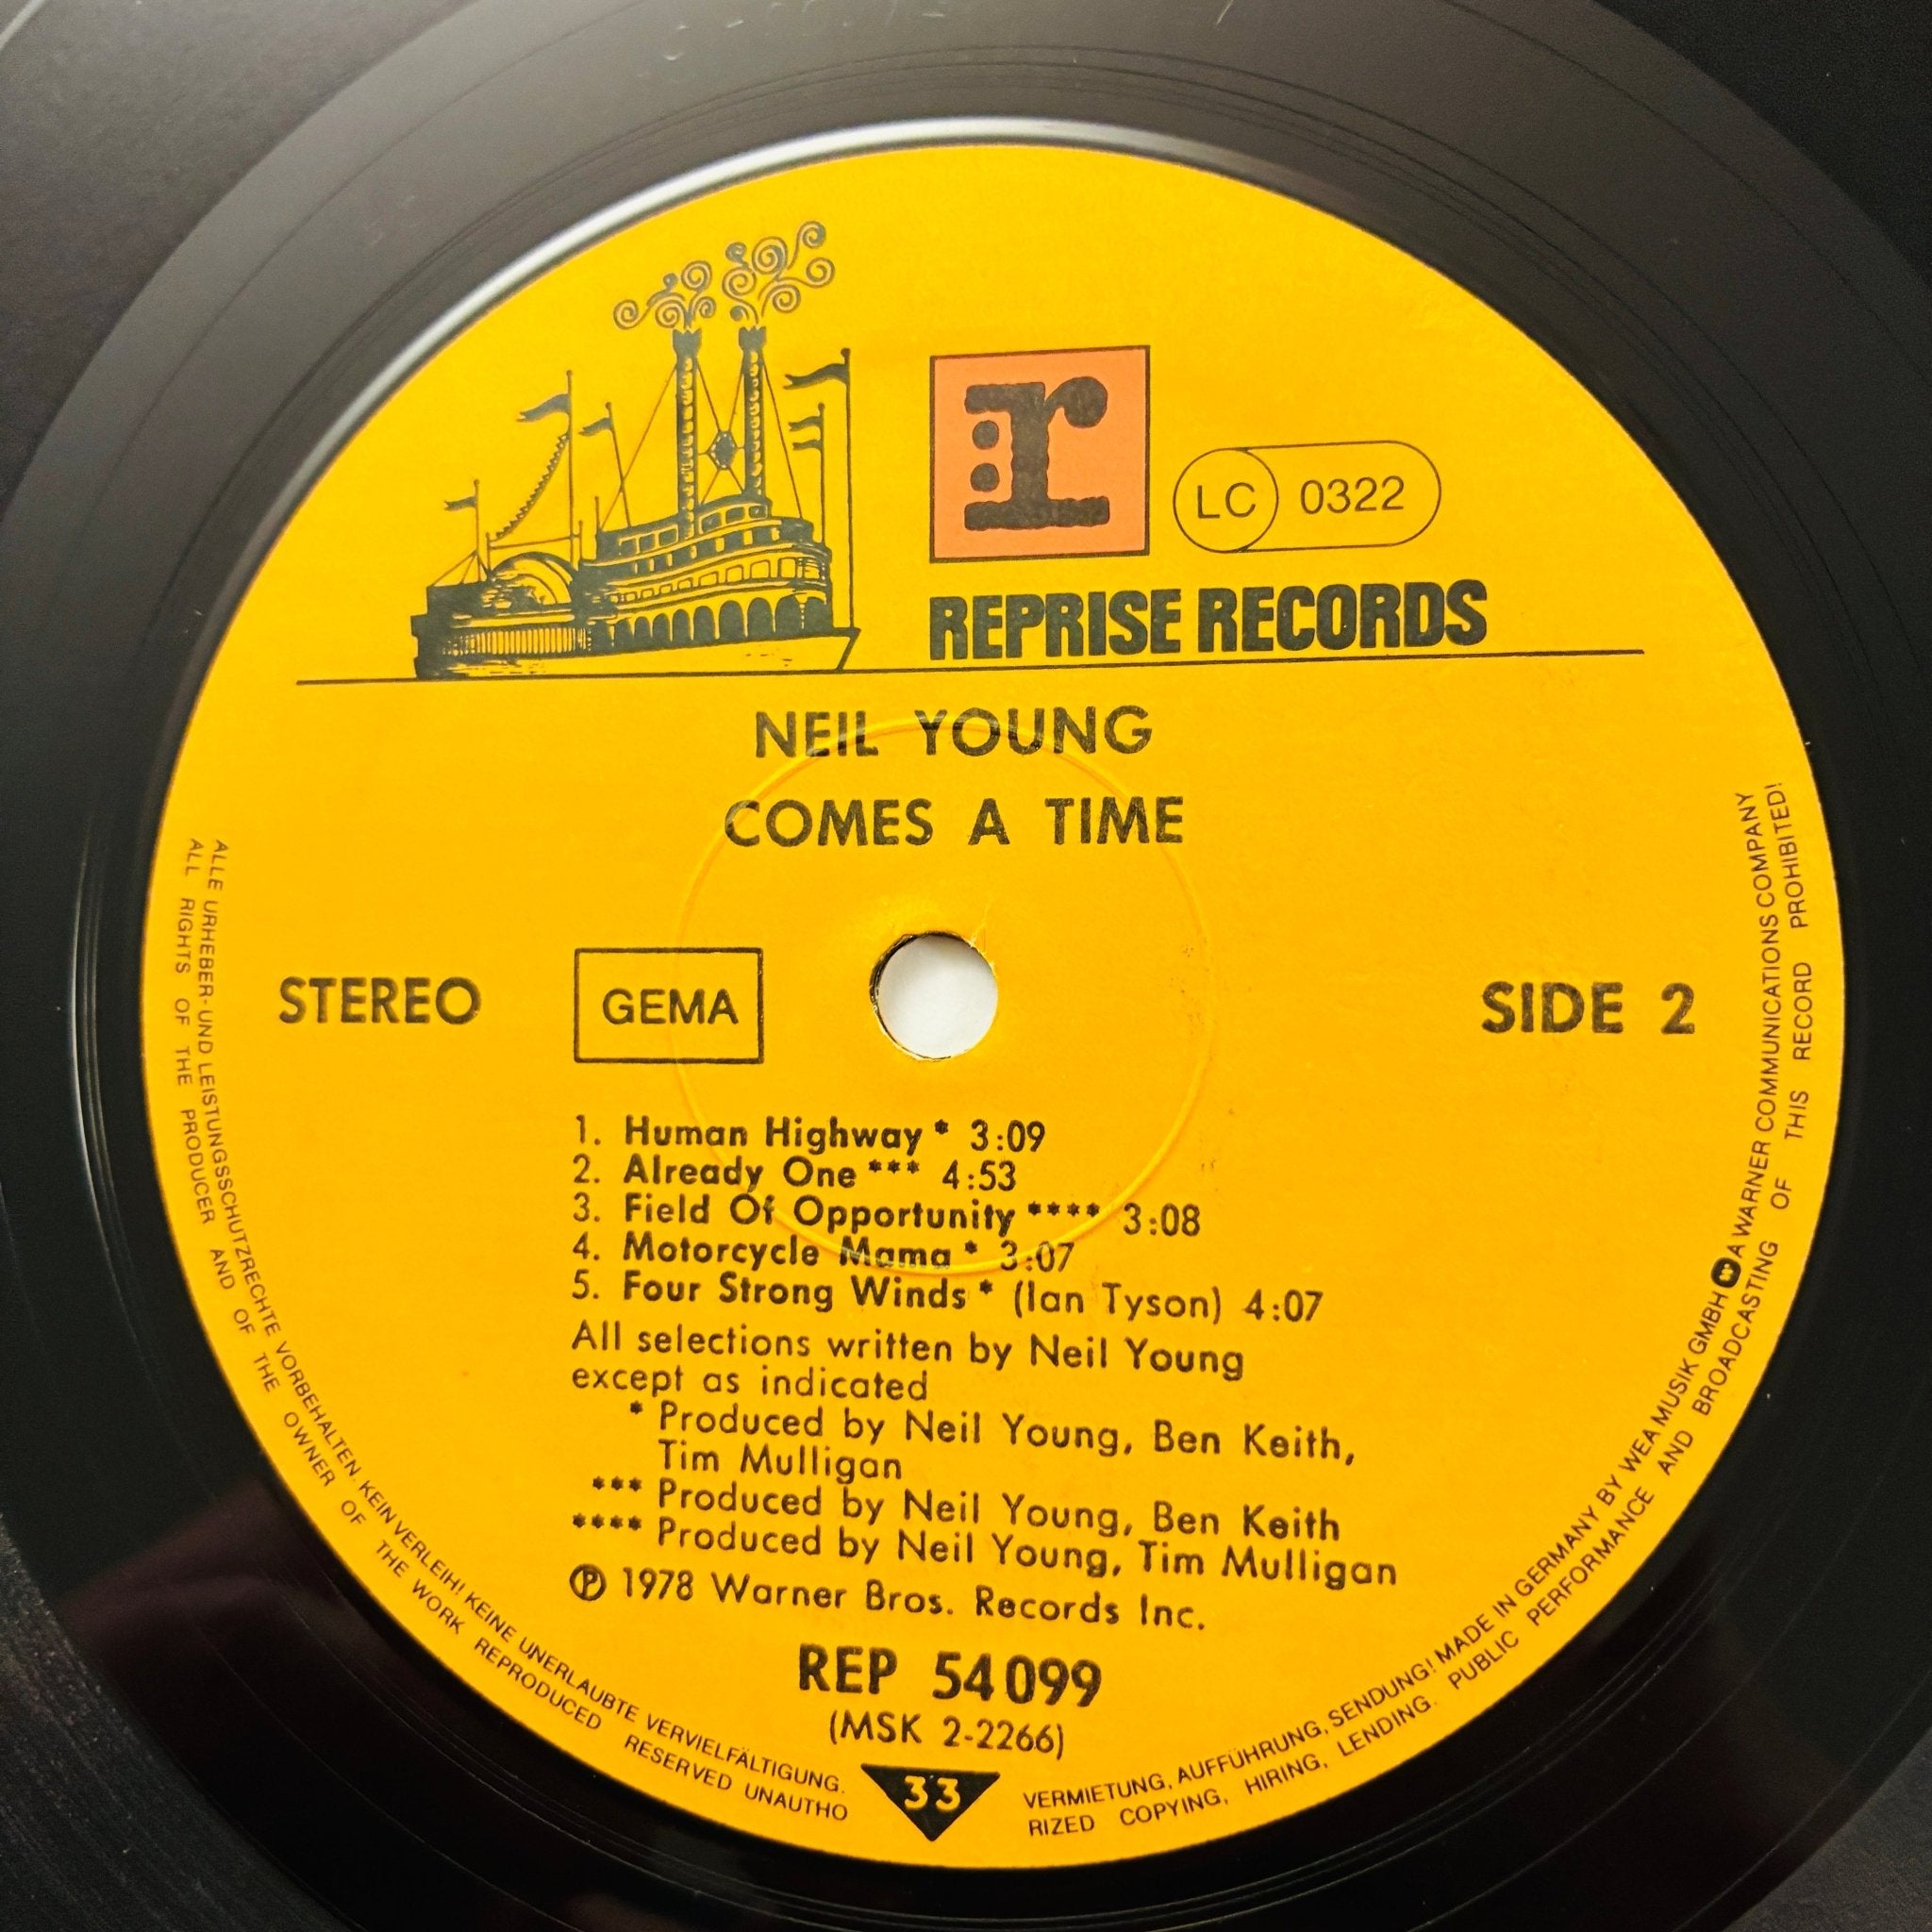 r
LC 0322
REPRISE RECORDS
NEIL YOUNG
COMES A TIME
STEREO
GEMA
SIDE 2
1. Human Highway * 3:09
2. Already One *** 4:53
3. Field Of Opportunity **** 3:08
4. Motorcycle Mama * 3:07
5. Four Strong Winds * (Ian Tyson) 4:07
All selections written by Neil Young
except as indicated
* Produced by Neil Young, Ben Keith,
Tim Mulligan
*** Produced by Neil Young, Ben Keith
**** Produced by Neil Young, Tim Mulligan
℗ 1978 Warner Bros. Records Inc.
REP 54 099
(MSK 2-2266)
33
ALLE URHEBER- UND LEISTUNGSSCHUTZRECHTE VORBEHALTEN. KEIN VERLEIH! KEINE UNERLAUBTE VERVIELFÄLTIGUNG. VERMIETUNG, AUFFÜHRUNG, SENDUNG! MADE IN GERMANY BY WEA MUSIK GMBH A WARNER COMMUNICATIONS COMPANY
ALL RIGHTS OF THE PRODUCER AND OF THE OWNER OF THE WORK REPRODUCED RESERVED UNAUTHO RIZED COPYING, HIRING, LENDING. PUBLIC PERFORMANCE AND BROADCASTING OF THIS RECORD PROHIBITED!